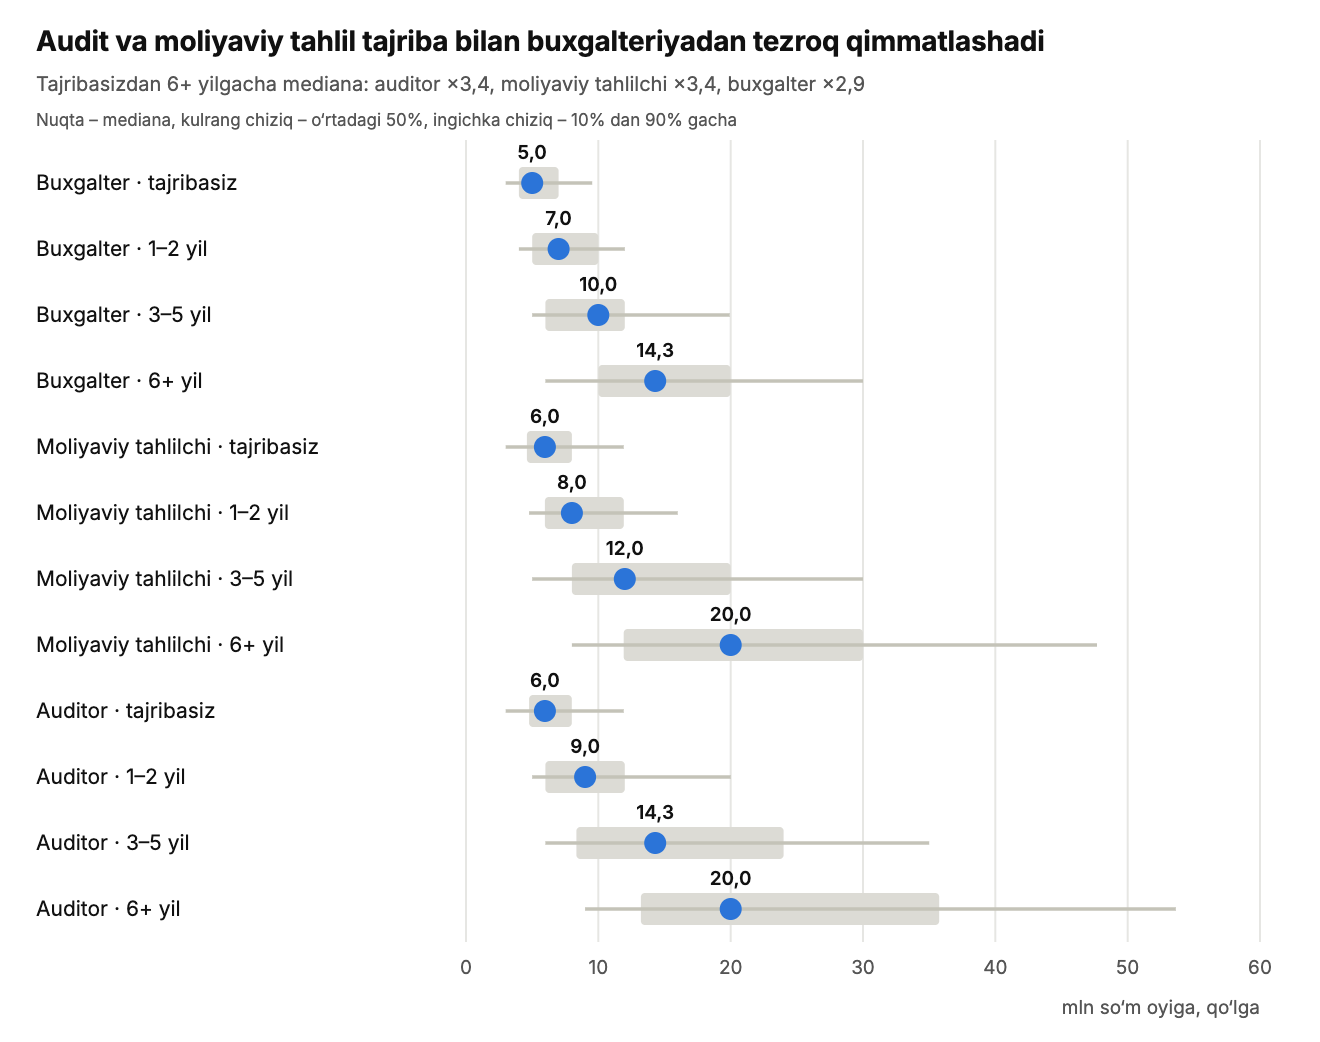 Audit va moliyaviy tahlil tajriba bilan buxgalteriyadan tezroq qimmatlashadi
Tajribasizdan 6+ yilgacha mediana: auditor ×3,4, moliyaviy tahlilchi ×3,4, buxgalter ×2,9
Nuqta – mediana, kulrang chiziq – o‘rtadagi 50%, ingichka chiziq – 10% dan 90% gacha
5,0
Buxgalter · tajribasiz
7,0
Buxgalter · 1–2 yil
10,0
Buxgalter · 3–5 yil
14,3
Buxgalter · 6+ yil
6,0
Moliyaviy tahlilchi · tajribasiz
8,0
Moliyaviy tahlilchi · 1–2 yil
12,0
Moliyaviy tahlilchi · 3–5 yil
20,0
Moliyaviy tahlilchi · 6+ yil
6,0
Auditor · tajribasiz
9,0
Auditor · 1–2 yil
14,3
Auditor · 3–5 yil
20,0
Auditor · 6+ yil
0 10 20 30 40 50 60
mln so‘m oyiga, qo‘lga